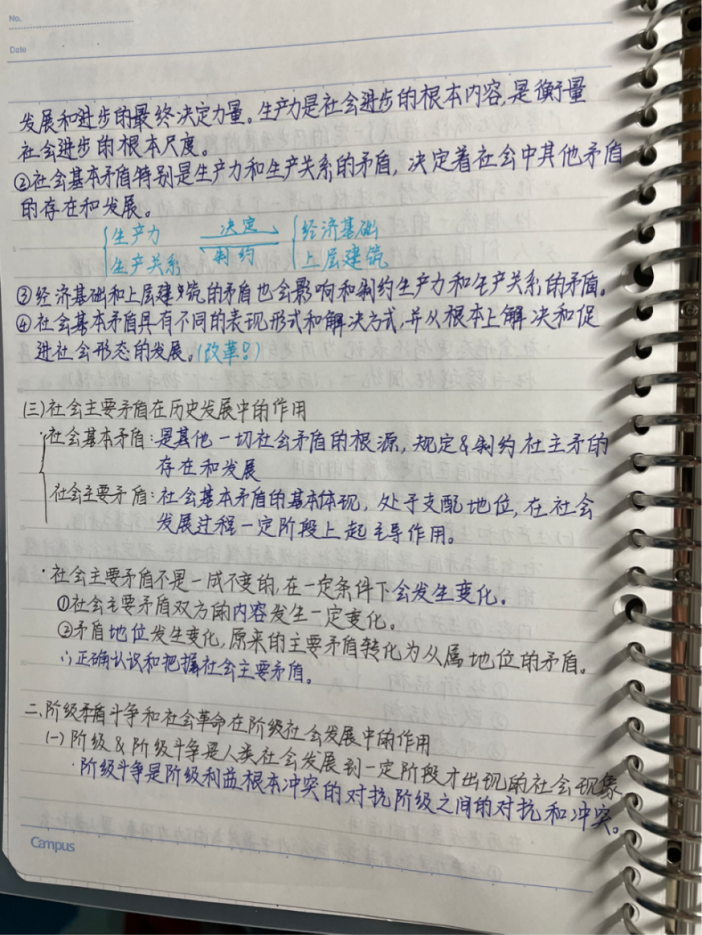 No.
Date
发展和进步的最终决定力量。生产力是社会进步的根本内容,是衡量
社会进步的根本尺度。
②社会基本矛盾特别是生产力和生产关系的矛盾，决定着社会中其他矛盾
的存在和发展。
生产力 决定 经济基础
生产关系 制约 上层建筑
③经济基础和上层建筑的矛盾也会影响和制约生产力和生产关系的矛盾。
④社会基本矛盾具有不同的表现形式和解决方式,并从根本上解决和促
进社会形态的发展。(改革!)
(三)社会主要矛盾在历史发展中的作用
·社会基本矛盾:是其他一切社会矛盾的根源，规定&制约社主矛的
存在和发展
社会主要矛盾:社会基本矛盾的基本体现，处于支配地位,在社会
发展过程一定阶段上起主导作用。
·社会主要矛盾不是一成不变的,在一定条件下会发生变化。
①社会主要矛盾双方的内容发生一定变化。
②矛盾地位发生变化,原来的主要矛盾转化为从属地位的矛盾。
∴正确认识和把握社会主要矛盾。
二、阶级矛盾斗争和社会革命在阶级社会发展中的作用
(一)阶级&阶级斗争是人类社会发展到一定阶段才出现的社会现象
·阶级斗争是阶级利益根本冲突的对抗阶级之间的对抗和冲突。
Campus